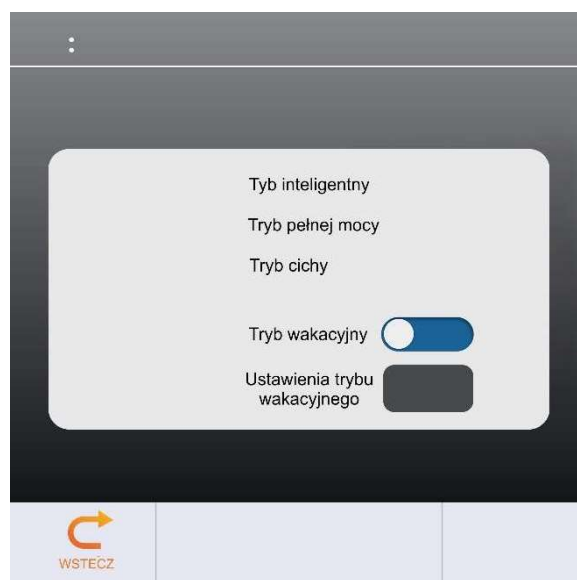 :
Tyb inteligentny
Tryb pełnej mocy
Tryb cichy
Tryb wakacyjny
Ustawienia trybu
wakacyjnego
WSTECZ